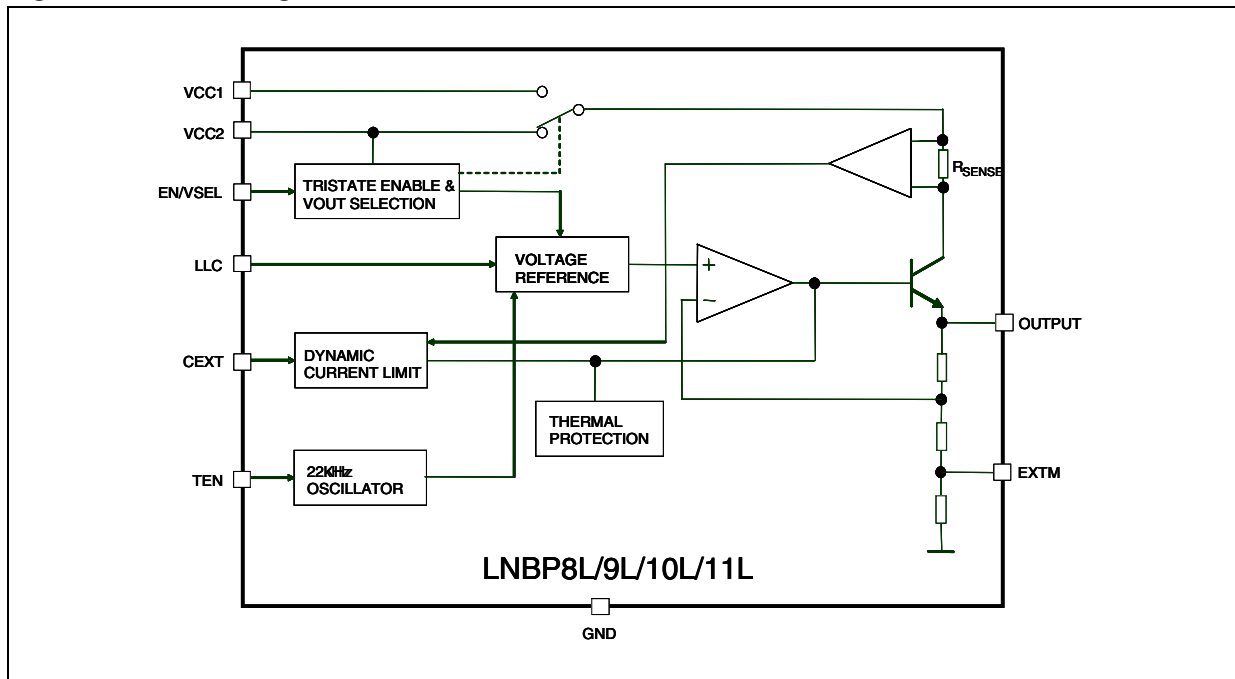 VCC1
VCC2
EN/VSEL
TRISTATE ENABLE &
VOUT SELECTION
RSENSE
LLC
VOLTAGE
REFERENCE
+
−
OUTPUT
CEXT
DYNAMIC
CURRENT LIMIT
THERMAL
PROTECTION
TEN
22KHz
OSCILLATOR
EXTM
LNBP8L/9L/10L/11L
GND